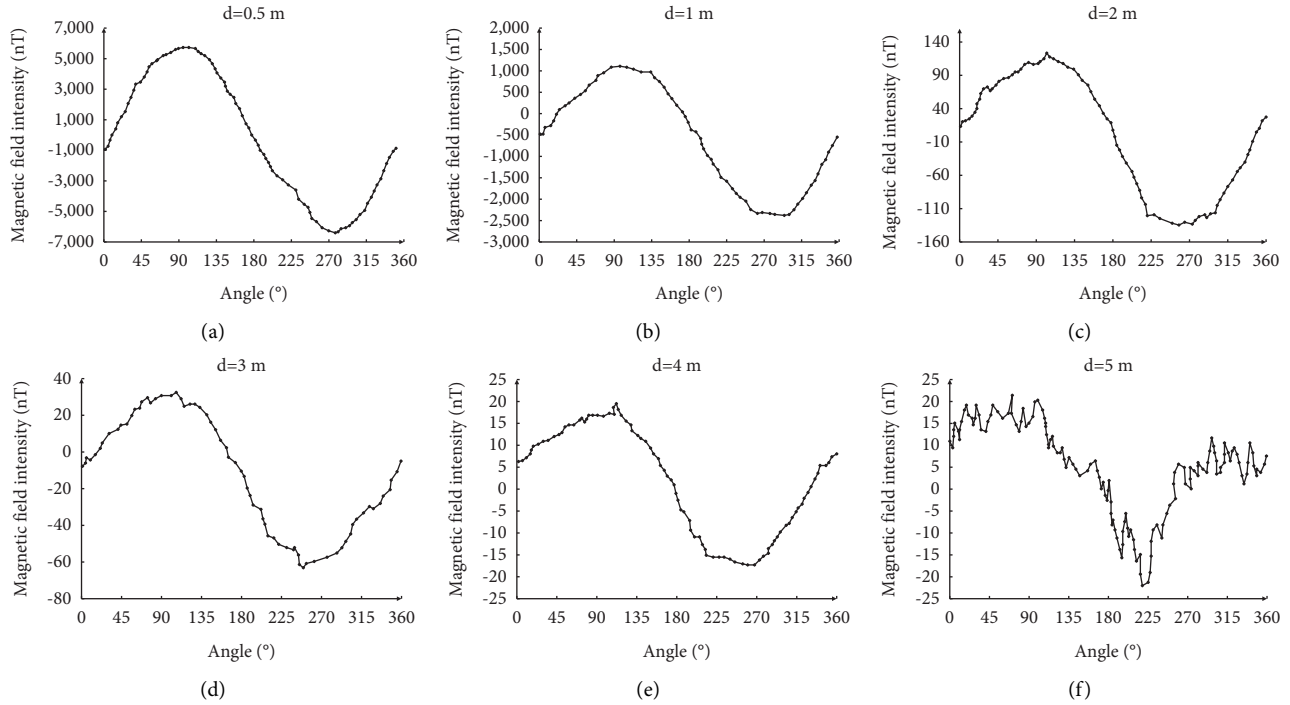 d=0.5 m
7,000
5,000
3,000
1,000
-1,000
-3,000
-5,000
-7,000
Magnetic field intensity (nT)
0 45 90 135 180 225 270 315 360
Angle (°)
(a)
d=1 m
2,000
1,500
1,000
500
0
-500
-1,000
-1,500
-2,000
-2,500
-3,000
Magnetic field intensity (nT)
0 45 90 135 180 225 270 315 360
Angle (°)
(b)
d=2 m
140
90
40
-10
-60
-110
-160
Magnetic field intensity (nT)
0 45 90 135 180 225 270 315 360
Angle (°)
(c)
d=3 m
40
20
0
-20
-40
-60
-80
Magnetic field intensity (nT)
0 45 90 135 180 225 270 315 360
Angle (°)
(d)
d=4 m
25
20
15
10
5
0
-5
-10
-15
-20
-25
Magnetic field intensity (nT)
0 45 90 135 180 225 270 315 360
Angle (°)
(e)
d=5 m
25
20
15
10
5
0
-5
-10
-15
-20
-25
Magnetic field intensity (nT)
0 45 90 135 180 225 270 315 360
Angle (°)
(f)